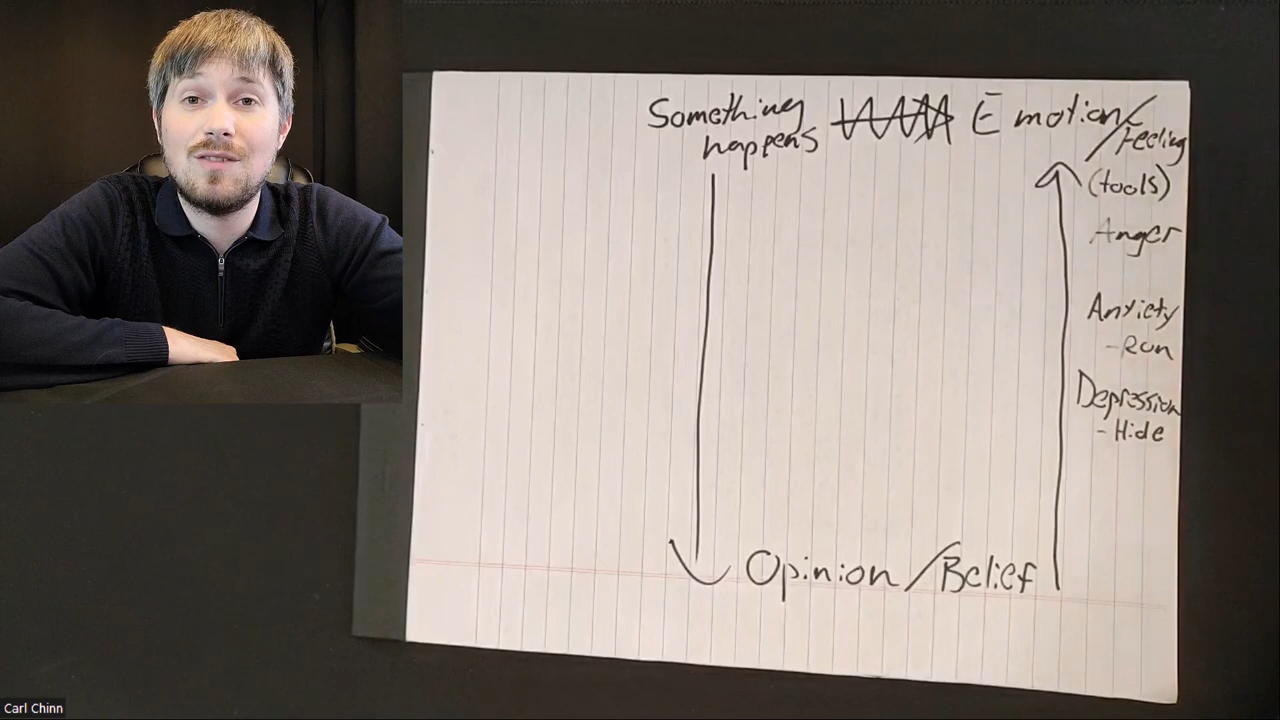 Something
happens
Emotion/
Feeling
(tools)
Anger
Anxiety
-Run
Depression
-Hide
Opinion/Belief
Carl Chinn